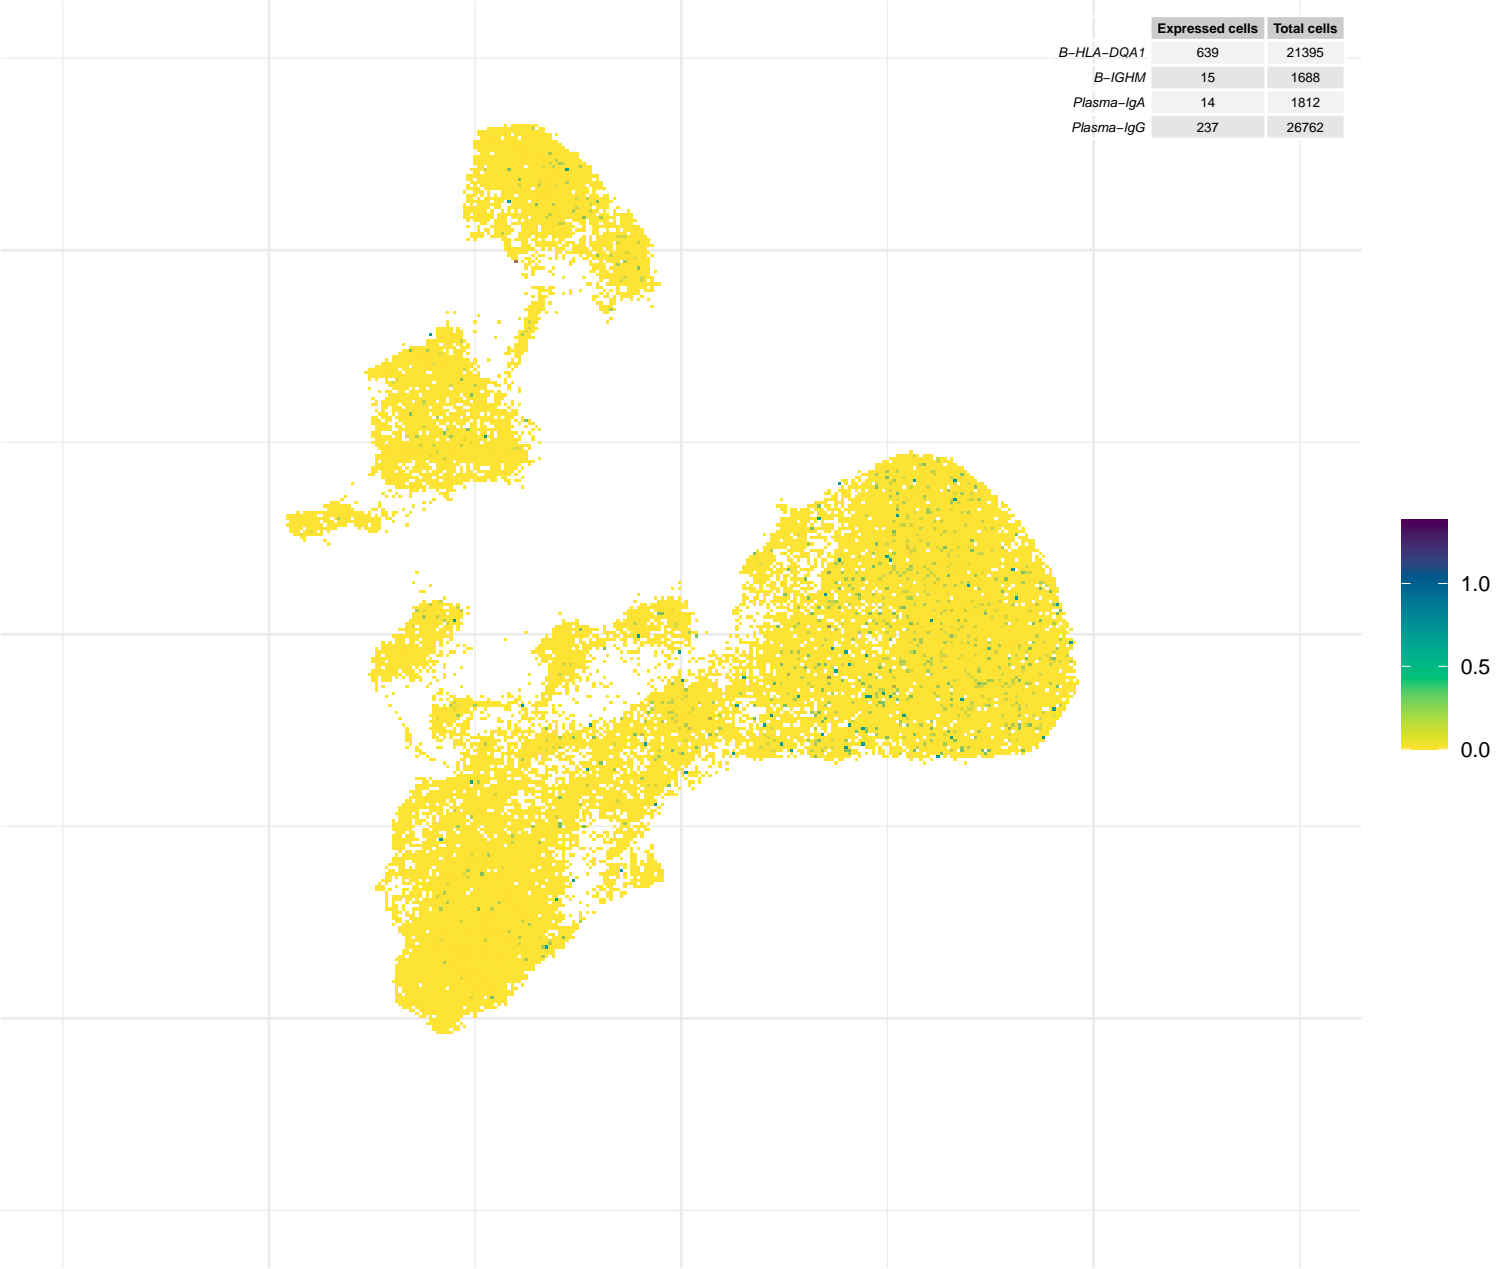 Expressed cells Total cells
B−HLA−DQA1 639 21395
B−IGHM 15 1688
Plasma−IgA 14 1812
Plasma−IgG 237 26762
1.0
0.5
0.0